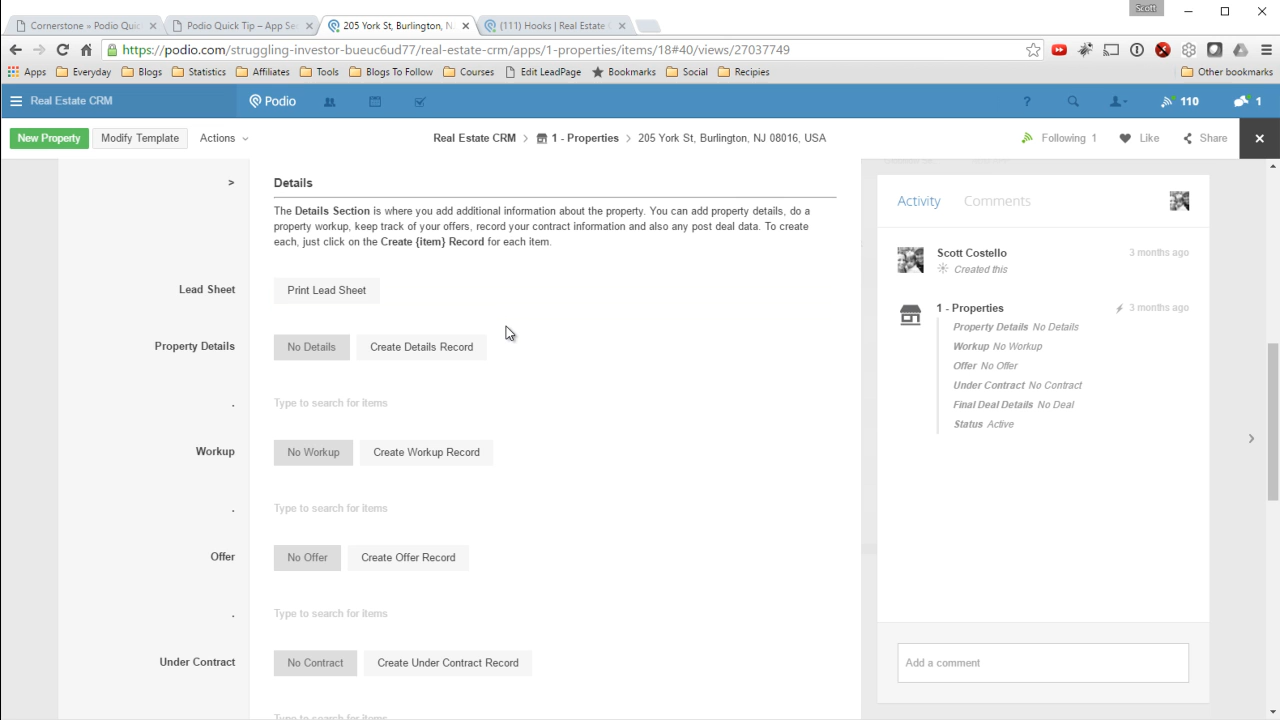 Scott
Cornerstone » Podio Quic
Podio Quick Tip – App Se
205 York St, Burlington, N
(111) Hooks | Real Estate
https://podio.com/struggling-investor-bueuc6ud77/real-estate-crm/apps/1-properties/items/18#40/views/27037749
Apps Everyday Blogs Statistics Affiliates Tools Blogs To Follow Courses Edit LeadPage Bookmarks Social Recipies Other bookmarks
Real Estate CRM Podio ? 110 1
New Property Modify Template Actions Real Estate CRM > 1 - Properties > 205 York St, Burlington, NJ 08016, USA Following 1 Like Share
> Details
The Details Section is where you add additional information about the property. You can add property details, do a
property workup, keep track of your offers, record your contract information and also any post deal data. To create
each, just click on the Create {item} Record for each item.
Lead Sheet Print Lead Sheet
Property Details No Details Create Details Record
. Type to search for items
Workup No Workup Create Workup Record
. Type to search for items
Offer No Offer Create Offer Record
. Type to search for items
Under Contract No Contract Create Under Contract Record
Type to search for items
Activity Comments
Scott Costello 3 months ago
Created this
1 - Properties 3 months ago
Property Details No Details
Workup No Workup
Offer No Offer
Under Contract No Contract
Final Deal Details No Deal
Status Active
Add a comment